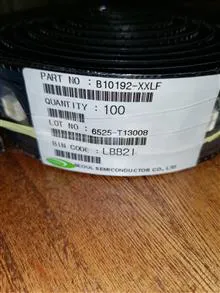 PART NO : B10192-XXLF
QUANTITY : 100
LOT NO : 6525-T13008
BIN CODE : LBB2I
SEOUL SEMICONDUCTOR CO., LTD